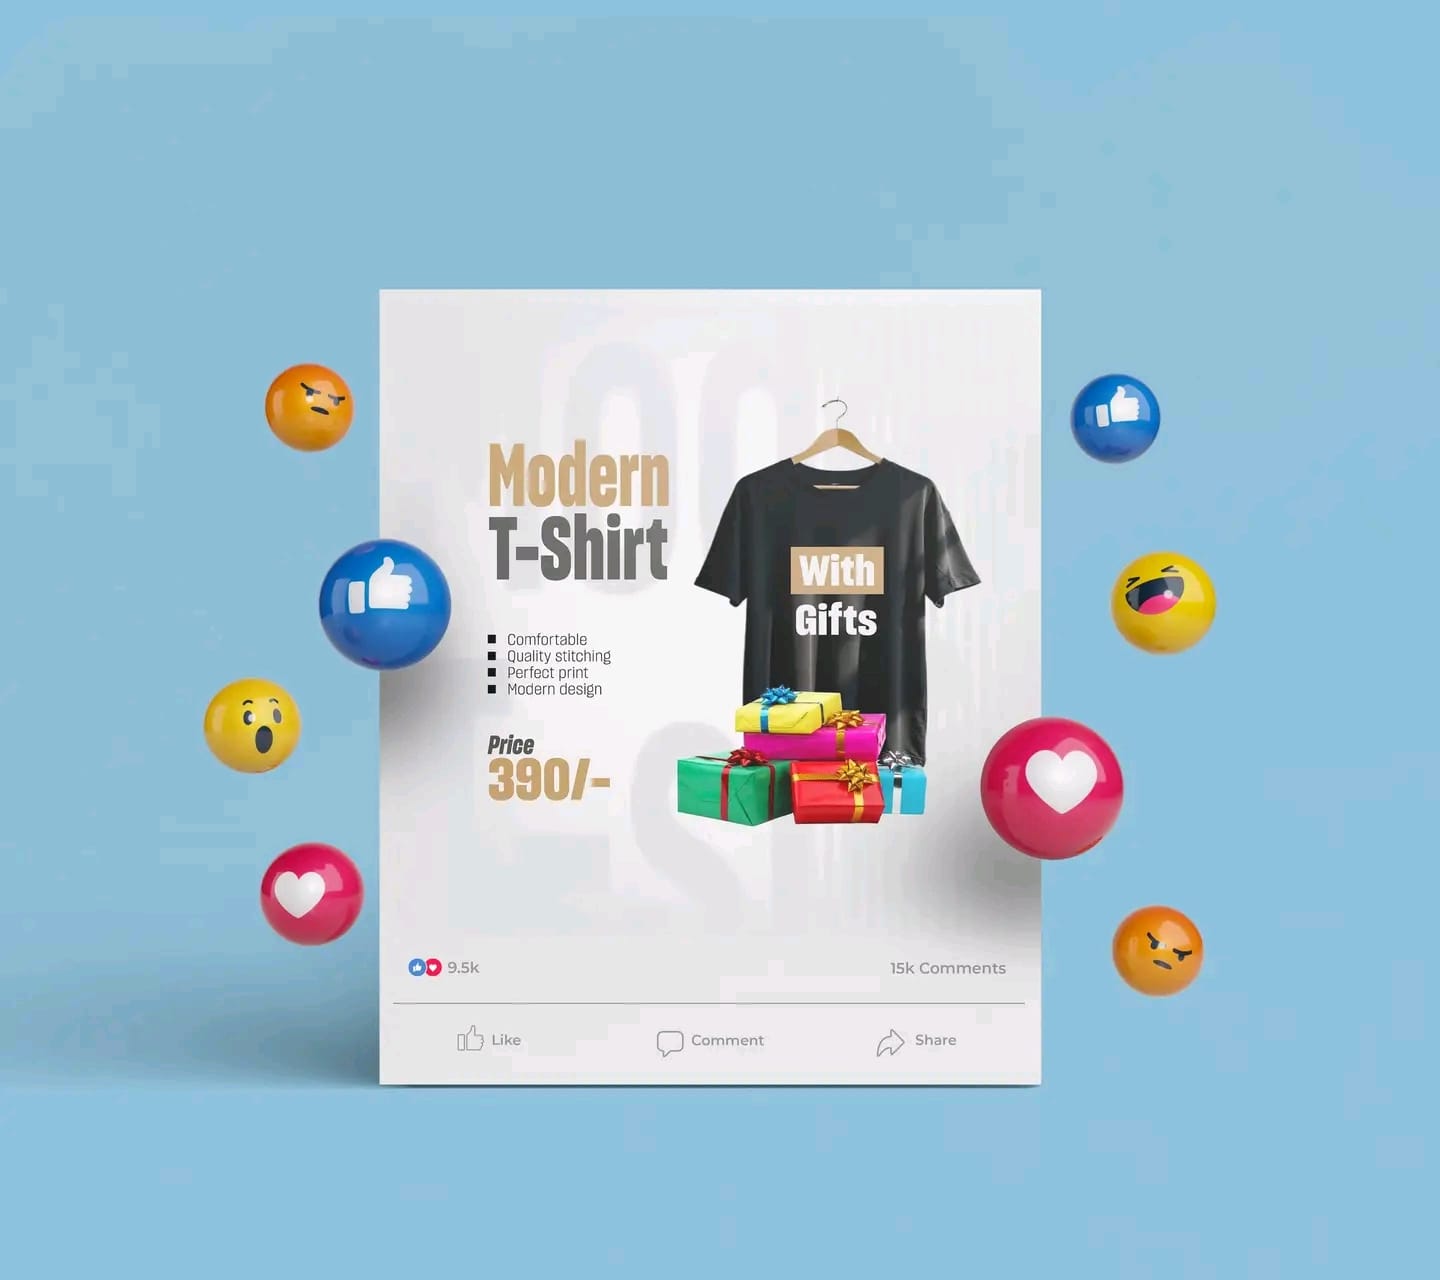 Modern
T-Shirt
With
Gifts
Comfortable
Quality stitching
Perfect print
Modern design
Price
390/-
9.5k
15k Comments
Like
Comment
Share